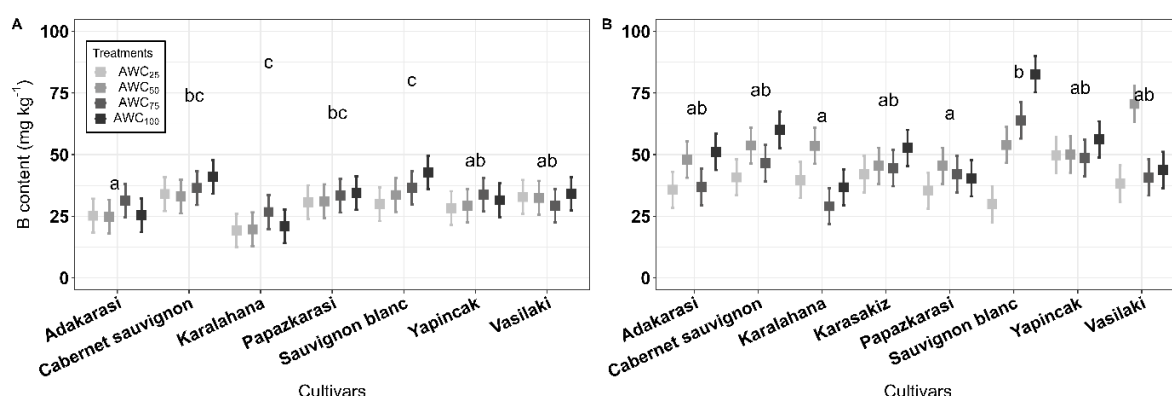 A
B content (mg kg⁻¹)
100
75
50
25
0
Treatments
AWC₂₅
AWC₅₀
AWC₇₅
AWC₁₀₀
a
bc
c
bc
c
ab
ab
Adakarasi
Cabernet sauvignon
Karalahana
Papazkarasi
Sauvignon blanc
Yapincak
Vasilaki
Cultivars
B
100
75
50
25
0
ab
ab
a
ab
a
b
ab
ab
Adakarasi
Cabernet sauvignon
Karalahana
Karasakiz
Papazkarasi
Sauvignon blanc
Yapincak
Vasilaki
Cultivars